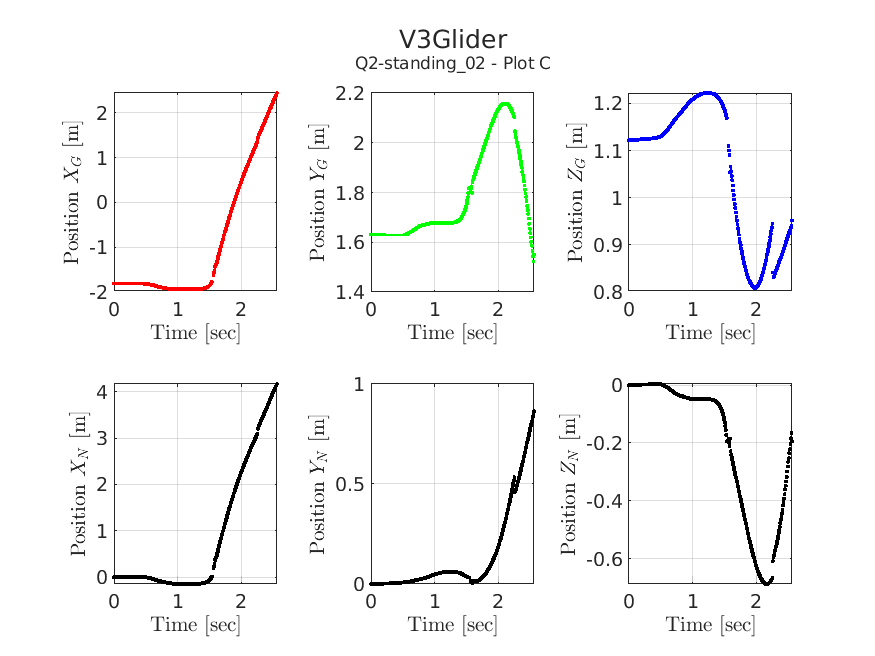 V3Glider
Q2-standing_02 - Plot C
Position X_G [m]
2
1
0
-1
-2
0 1 2
Time [sec]
Position Y_G [m]
2.2
2
1.8
1.6
1.4
0 1 2
Time [sec]
Position Z_G [m]
1.2
1.1
1
0.9
0.8
0 1 2
Time [sec]
Position X_N [m]
4
3
2
1
0
0 1 2
Time [sec]
Position Y_N [m]
1
0.5
0
0 1 2
Time [sec]
Position Z_N [m]
0
-0.2
-0.4
-0.6
0 1 2
Time [sec]